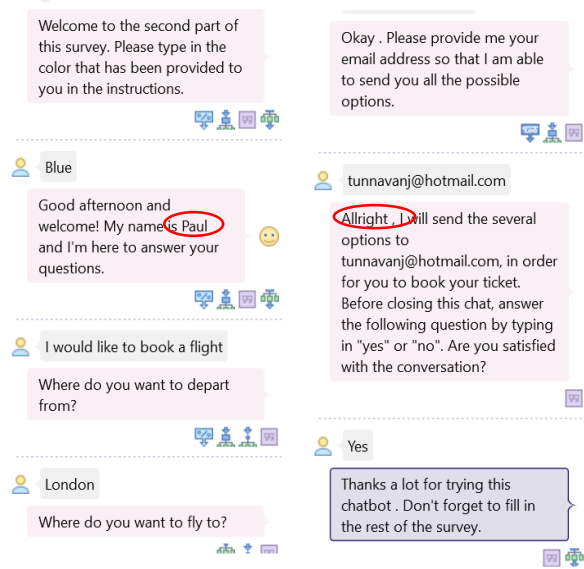 Welcome to the second part of
this survey. Please type in the
color that has been provided to
you in the instructions.
Blue
Good afternoon and
welcome! My name is Paul
and I'm here to answer your
questions.
I would like to book a flight
Where do you want to depart
from?
London
Where do you want to fly to?
Okay . Please provide me your
email address so that I am able
to send you all the possible
options.
tunnavanj@hotmail.com
Allright , I will send the several
options to
tunnavanj@hotmail.com, in order
for you to book your ticket.
Before closing this chat, answer
the following question by typing
in "yes" or "no". Are you satisfied
with the conversation?
Yes
Thanks a lot for trying this
chatbot . Don't forget to fill in
the rest of the survey.